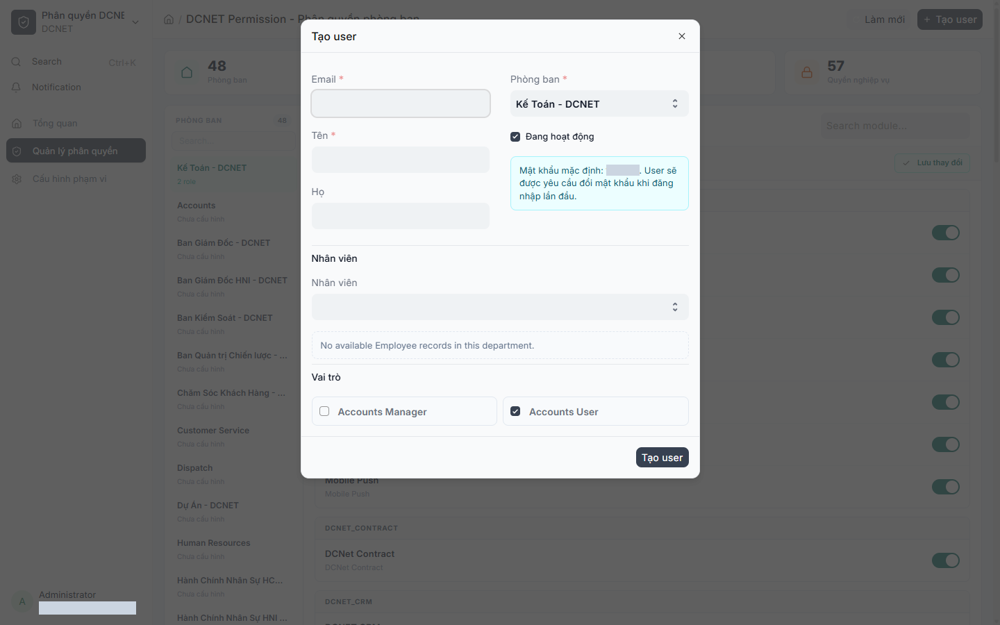 Phân quyền DCNE
DCNET
Search
Ctrl+K
Notification
Tổng quan
Quản lý phân quyền
Cấu hình phạm vi
Administrator
A
/ DCNET Permission - Phân quyền phòng ban
Làm mới
+ Tạo user
48
Phòng ban
57
Quyền nghiệp vụ
PHÒNG BAN
48
Search...
Kế Toán - DCNET
2 role
Accounts
Chưa cấu hình
Ban Giám Đốc - DCNET
Chưa cấu hình
Ban Giám Đốc HNI - DCNET
Chưa cấu hình
Ban Kiểm Soát - DCNET
Chưa cấu hình
Ban Quản trị Chiến lược - ...
Chưa cấu hình
Chăm Sóc Khách Hàng - ...
Chưa cấu hình
Customer Service
Chưa cấu hình
Dispatch
Chưa cấu hình
Dự Án - DCNET
Chưa cấu hình
Human Resources
Chưa cấu hình
Hành Chính Nhân Sự HC...
Chưa cấu hình
Hành Chính Nhân Sự HNI ...
Search module...
Lưu thay đổi
Tạo user
Email *
Phòng ban *
Kế Toán - DCNET
Tên *
Đang hoạt động
Mật khẩu mặc định: . User sẽ
được yêu cầu đổi mật khẩu khi đăng
nhập lần đầu.
Họ
Nhân viên
Nhân viên
No available Employee records in this department.
Vai trò
Accounts Manager
Accounts User
Tạo user
Mobile Push
Mobile Push
DCNET_CONTRACT
DCNet Contract
DCNet Contract
DCNET_CRM